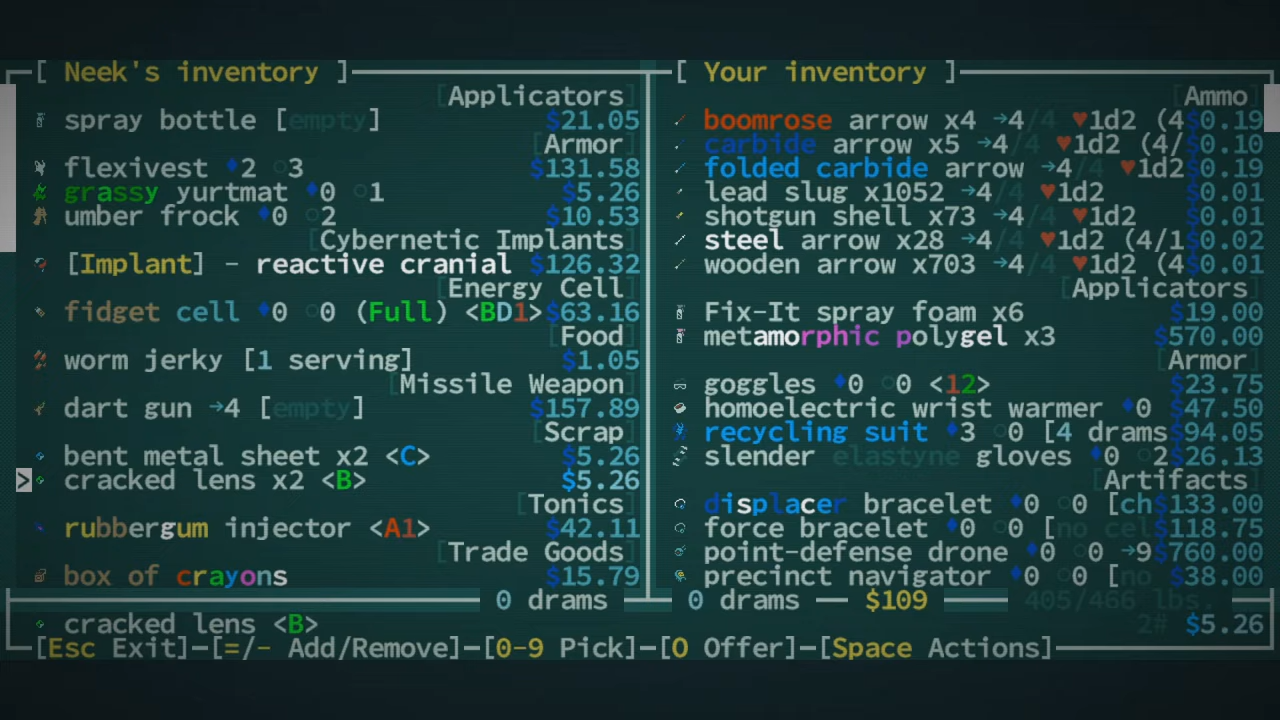 [ Neek's inventory ]
[Applicators]
spray bottle [empty] $21.05
[Armor]
flexivest ♦2 ○3 $131.58
grassy yurtmat ♦0 ○1 $5.26
umber frock ♦0 ○2 $10.53
[Cybernetic Implants]
[Implant] - reactive cranial $126.32
[Energy Cell]
fidget cell ♦0 ○0 (Full) <BD1> $63.16
[Food]
worm jerky [1 serving] $1.05
[Missile Weapon]
dart gun →4 [empty] $157.89
[Scrap]
bent metal sheet x2 <C> $5.26
> cracked lens x2 <B> $5.26
[Tonics]
rubbergum injector <A1> $42.11
[Trade Goods]
box of crayons $15.79
0 drams
[ Your inventory ]
[Ammo]
boomrose arrow x4 →4/4 ♥1d2 (4 $0.19
carbide arrow x5 →4/4 ♥1d2 (4/ $0.10
folded carbide arrow →4/4 ♥1d2 $0.19
lead slug x1052 →4/4 ♥1d2 $0.01
shotgun shell x73 →4/4 ♥1d2 $0.01
steel arrow x28 →4/4 ♥1d2 (4/1 $0.02
wooden arrow x703 →4/4 ♥1d2 (4 $0.01
[Applicators]
Fix-It spray foam x6 $19.00
metamorphic polygel x3 $570.00
[Armor]
goggles ♦0 ○0 <12> $23.75
homoelectric wrist warmer ♦0 $47.50
recycling suit ♦3 ○0 [4 drams $94.05
slender elastyne gloves ♦0 ○2 $26.13
[Artifacts]
displacer bracelet ♦0 ○0 [ch $133.00
force bracelet ♦0 ○0 [no cel $118.75
point-defense drone ♦0 ○0 →9 $760.00
precinct navigator ♦0 ○0 [no $38.00
0 drams — $109 405/466 lbs.
cracked lens <B> 2# $5.26
[Esc Exit]—[=/- Add/Remove]—[0-9 Pick]—[O Offer]—[Space Actions]